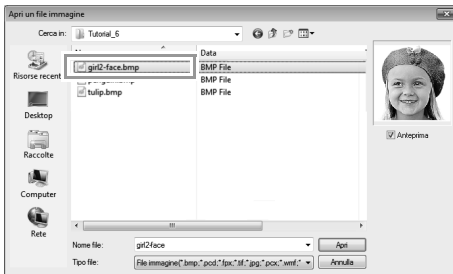 Apri un file immagine
Cerca in:
Tutorial_6
Data
girl2-face.bmp
BMP File
BMP File
tulip.bmp
BMP File
Risorse recent
Desktop
Raccolte
Computer
Rete
Anteprima
Nome file:
girl2-face
Apri
Tipo file:
File immagine(*.bmp;*.pcd;*.fpx;*.tif;*.jpg;*.pcx;*.wmf;*
Annulla